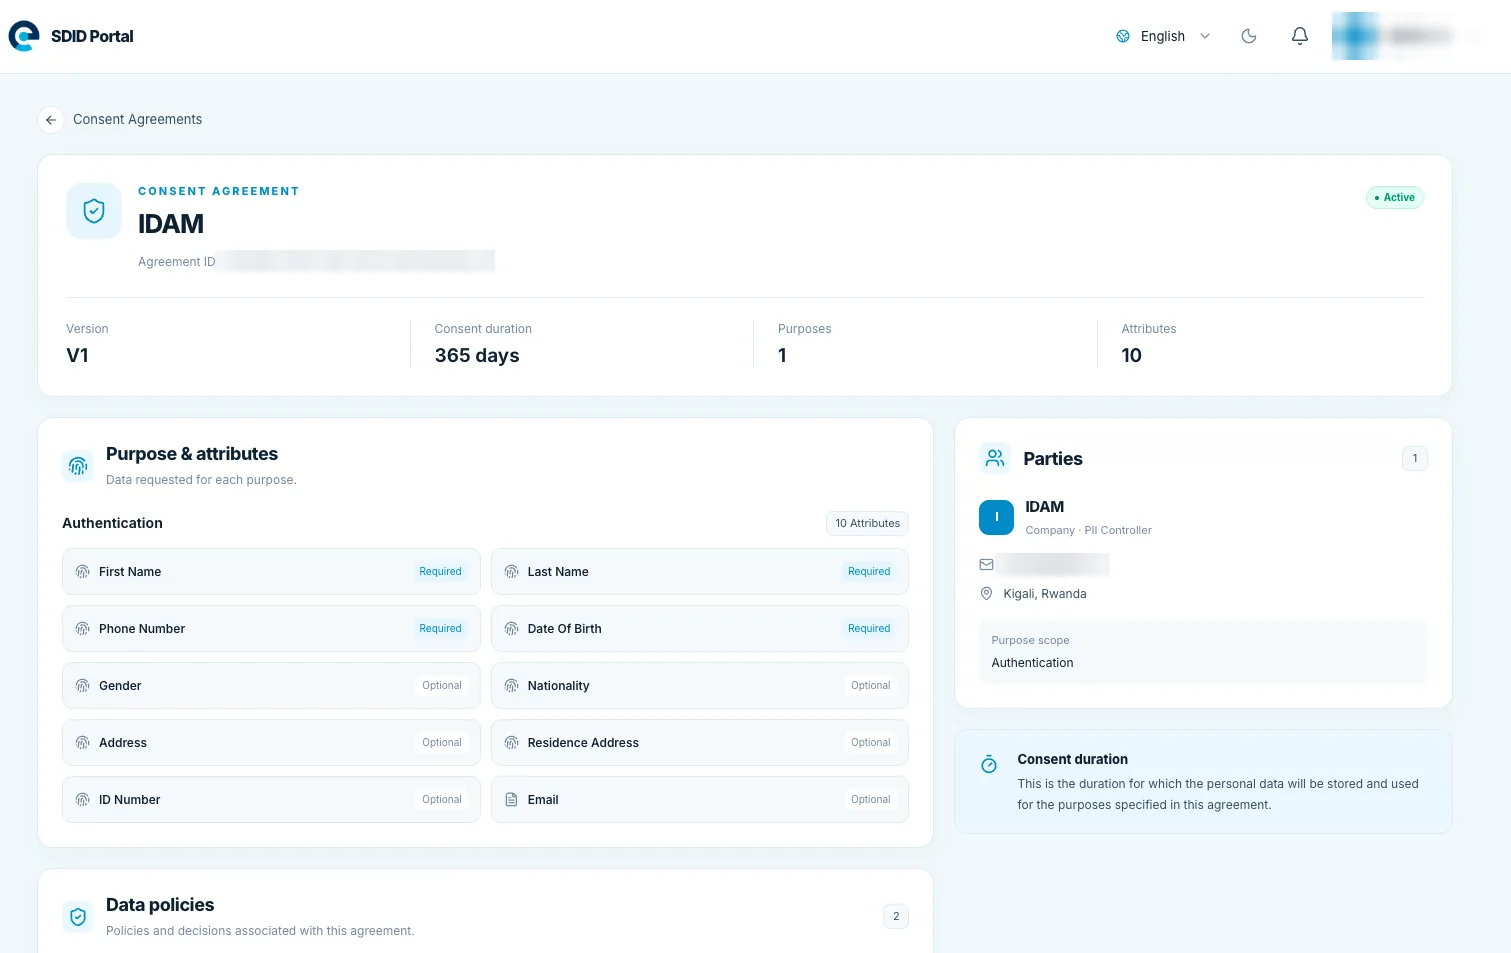 SDID Portal
English
Consent Agreements
CONSENT AGREEMENT
IDAM
Active
Agreement ID
Version
V1
Consent duration
365 days
Purposes
1
Attributes
10
Purpose & attributes
Data requested for each purpose.
Authentication
10 Attributes
First Name
Required
Last Name
Required
Phone Number
Required
Date Of Birth
Required
Gender
Optional
Nationality
Optional
Address
Optional
Residence Address
Optional
ID Number
Optional
Email
Optional
Data policies
Policies and decisions associated with this agreement.
2
Parties
1
I
IDAM
Company · PII Controller
Kigali, Rwanda
Purpose scope
Authentication
Consent duration
This is the duration for which the personal data will be stored and used
for the purposes specified in this agreement.